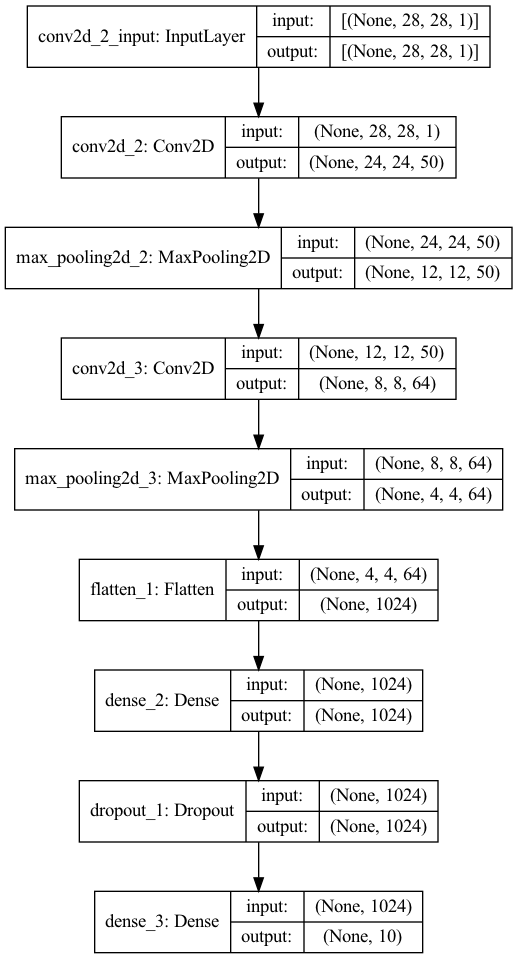 conv2d_2_input: InputLayer
input: [(None, 28, 28, 1)]
output: [(None, 28, 28, 1)]
conv2d_2: Conv2D
input: (None, 28, 28, 1)
output: (None, 24, 24, 50)
max_pooling2d_2: MaxPooling2D
input: (None, 24, 24, 50)
output: (None, 12, 12, 50)
conv2d_3: Conv2D
input: (None, 12, 12, 50)
output: (None, 8, 8, 64)
max_pooling2d_3: MaxPooling2D
input: (None, 8, 8, 64)
output: (None, 4, 4, 64)
flatten_1: Flatten
input: (None, 4, 4, 64)
output: (None, 1024)
dense_2: Dense
input: (None, 1024)
output: (None, 1024)
dropout_1: Dropout
input: (None, 1024)
output: (None, 1024)
dense_3: Dense
input: (None, 1024)
output: (None, 10)